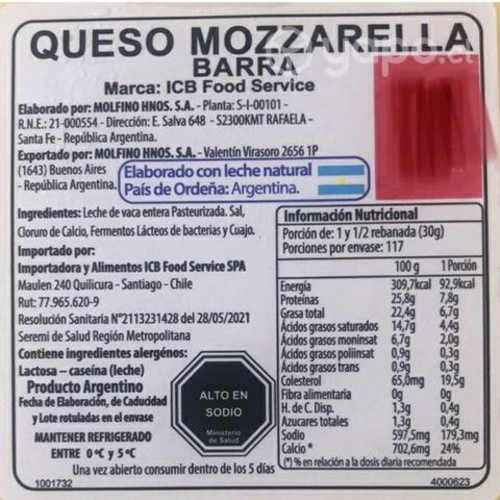 QUESO MOZZARELLA
BARRA
yapo.cl
Marca: ICB Food Service
Elaborado por: MOLFINO HNOS. S.A. - Planta: S-I-00101 -
R.N.E.: 21-000554 - Dirección: E. Salva 648 - S2300KMT RAFAELA -
Santa Fe - República Argentina.
Exportado por: MOLFINO HNOS. S.A. - Valentín Virasoro 2656 1P
(1643) Buenos Aires
- República Argentina.
Elaborado con leche natural
País de Ordeña: Argentina.
Ingredientes: Leche de vaca entera Pasteurizada. Sal,
Cloruro de Calcio, Fermentos Lácteos de bacterias y Cuajo.
Importado por:
Importadora y Alimentos ICB Food Service SPA
Maulen 240 Quilicura - Santiago - Chile
Rut: 77.965.620-9
Resolución Sanitaria N°2113231428 del 28/05/2021
Seremi de Salud Región Metropolitana
Contiene ingredientes alergénos:
Lactosa – caseína (leche)
Producto Argentino
Fecha de Elaboración, de Caducidad
y Lote rotuladas en el envase
MANTENER REFRIGERADO
ENTRE 0°C y 5°C
ALTO EN
SODIO
Ministerio
de Salud
Información Nutricional
Porción de: 1 y 1/2 rebanada (30g)
Porciones por envase: 117
100 g 1 Porción
Energía 309,7kcal 92,9kcal
Proteínas 25,8g 7,8g
Grasa total 22,4g 6,7g
Ácidos grasos saturados 14,7g 4,4g
Ácidos grasos moninsat 6,7g 2,0g
Ácidos grasos poliinsat 0,9g 0,3g
Ácidos grasos trans 0,9g 0,3g
Colesterol 65,0mg 19,5g
Fibra alimentaria 0g 0g
H. de C. Disp. 1,3g 0,4g
Azucares totales 1,3g 0,4g
Sodio 597,5mg 179,3mg
Calcio * 702,6mg 24%
(*) % en relación a la dosis diaria recomendada
Una vez abierto consumir dentro de los 5 días
1001732 4000623